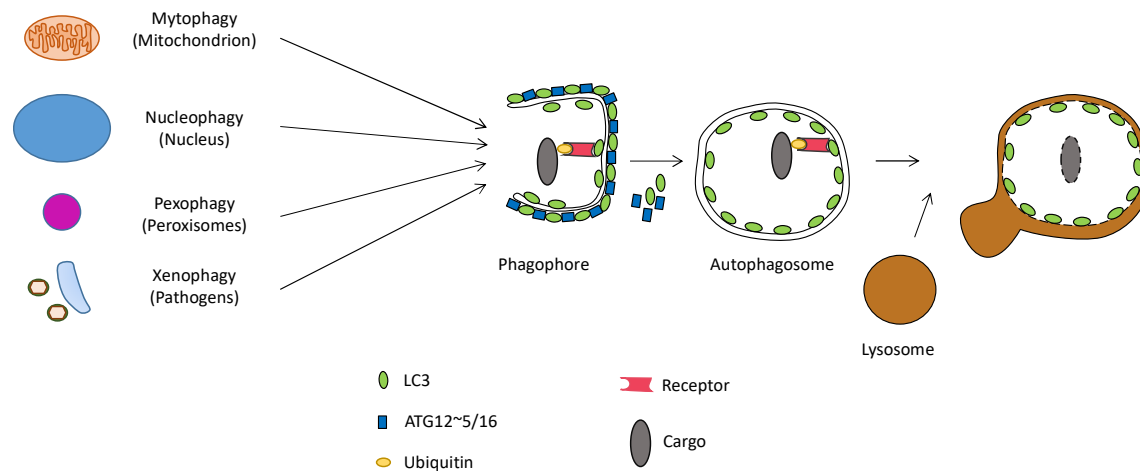 Mytophagy
(Mitochondrion)
Nucleophagy
(Nucleus)
Pexophagy
(Peroxisomes)
Xenophagy
(Pathogens)
Phagophore
Autophagosome
Lysosome
LC3
ATG12~5/16
Ubiquitin
Receptor
Cargo